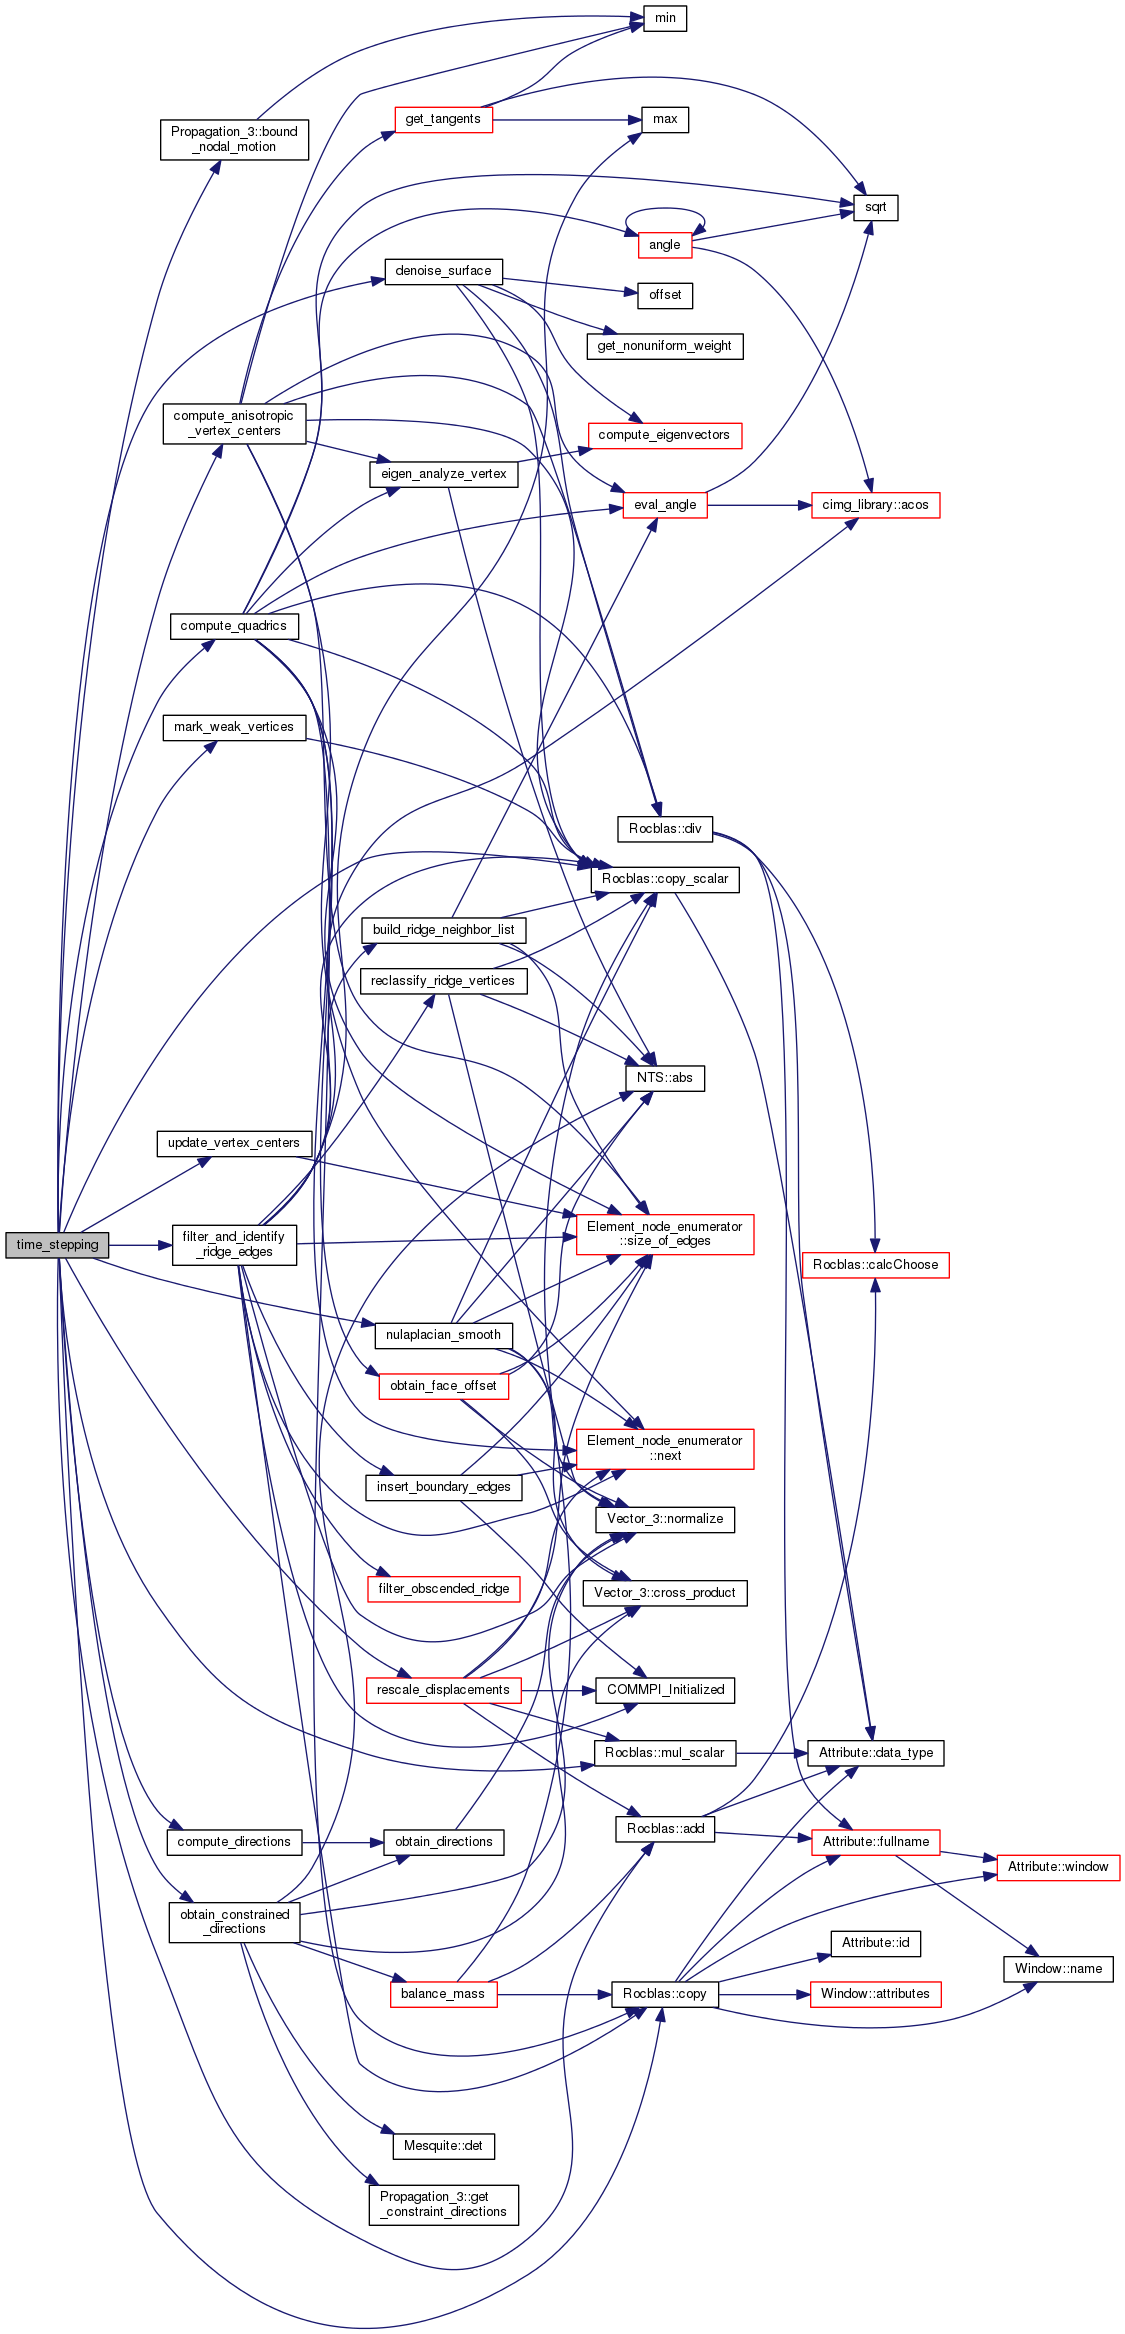 min
Propagation_3::bound
_nodal_motion
get_tangents
max
sqrt
angle
denoise_surface
offset
get_nonuniform_weight
compute_anisotropic
_vertex_centers
compute_eigenvectors
eigen_analyze_vertex
eval_angle
cimg_library::acos
compute_quadrics
mark_weak_vertices
Rocblas::div
Rocblas::copy_scalar
build_ridge_neighbor_list
reclassify_ridge_vertices
NTS::abs
update_vertex_centers
time_stepping
filter_and_identify
_ridge_edges
Element_node_enumerator
::size_of_edges
Rocblas::calcChoose
nulaplacian_smooth
obtain_face_offset
Element_node_enumerator
::next
insert_boundary_edges
Vector_3::normalize
filter_obscended_ridge
Vector_3::cross_product
rescale_displacements
COMMPI_Initialized
Rocblas::mul_scalar
Attribute::data_type
Rocblas::add
compute_directions
obtain_directions
Attribute::fullname
Attribute::window
obtain_constrained
_directions
Attribute::id
Window::name
balance_mass
Rocblas::copy
Window::attributes
Mesquite::det
Propagation_3::get
_constraint_directions